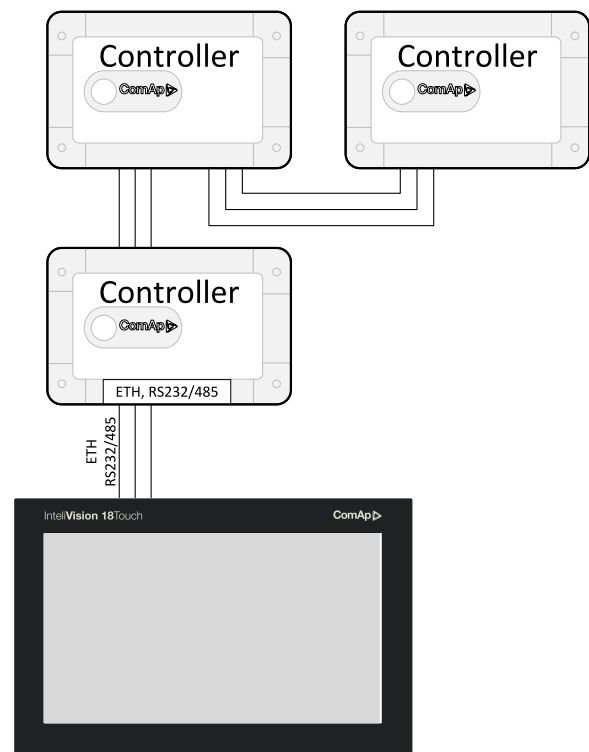 Controller
ComAp
Controller
ComAp
Controller
ComAp
ETH, RS232/485
ETH
RS232/485
InteliVision 18Touch
ComAp